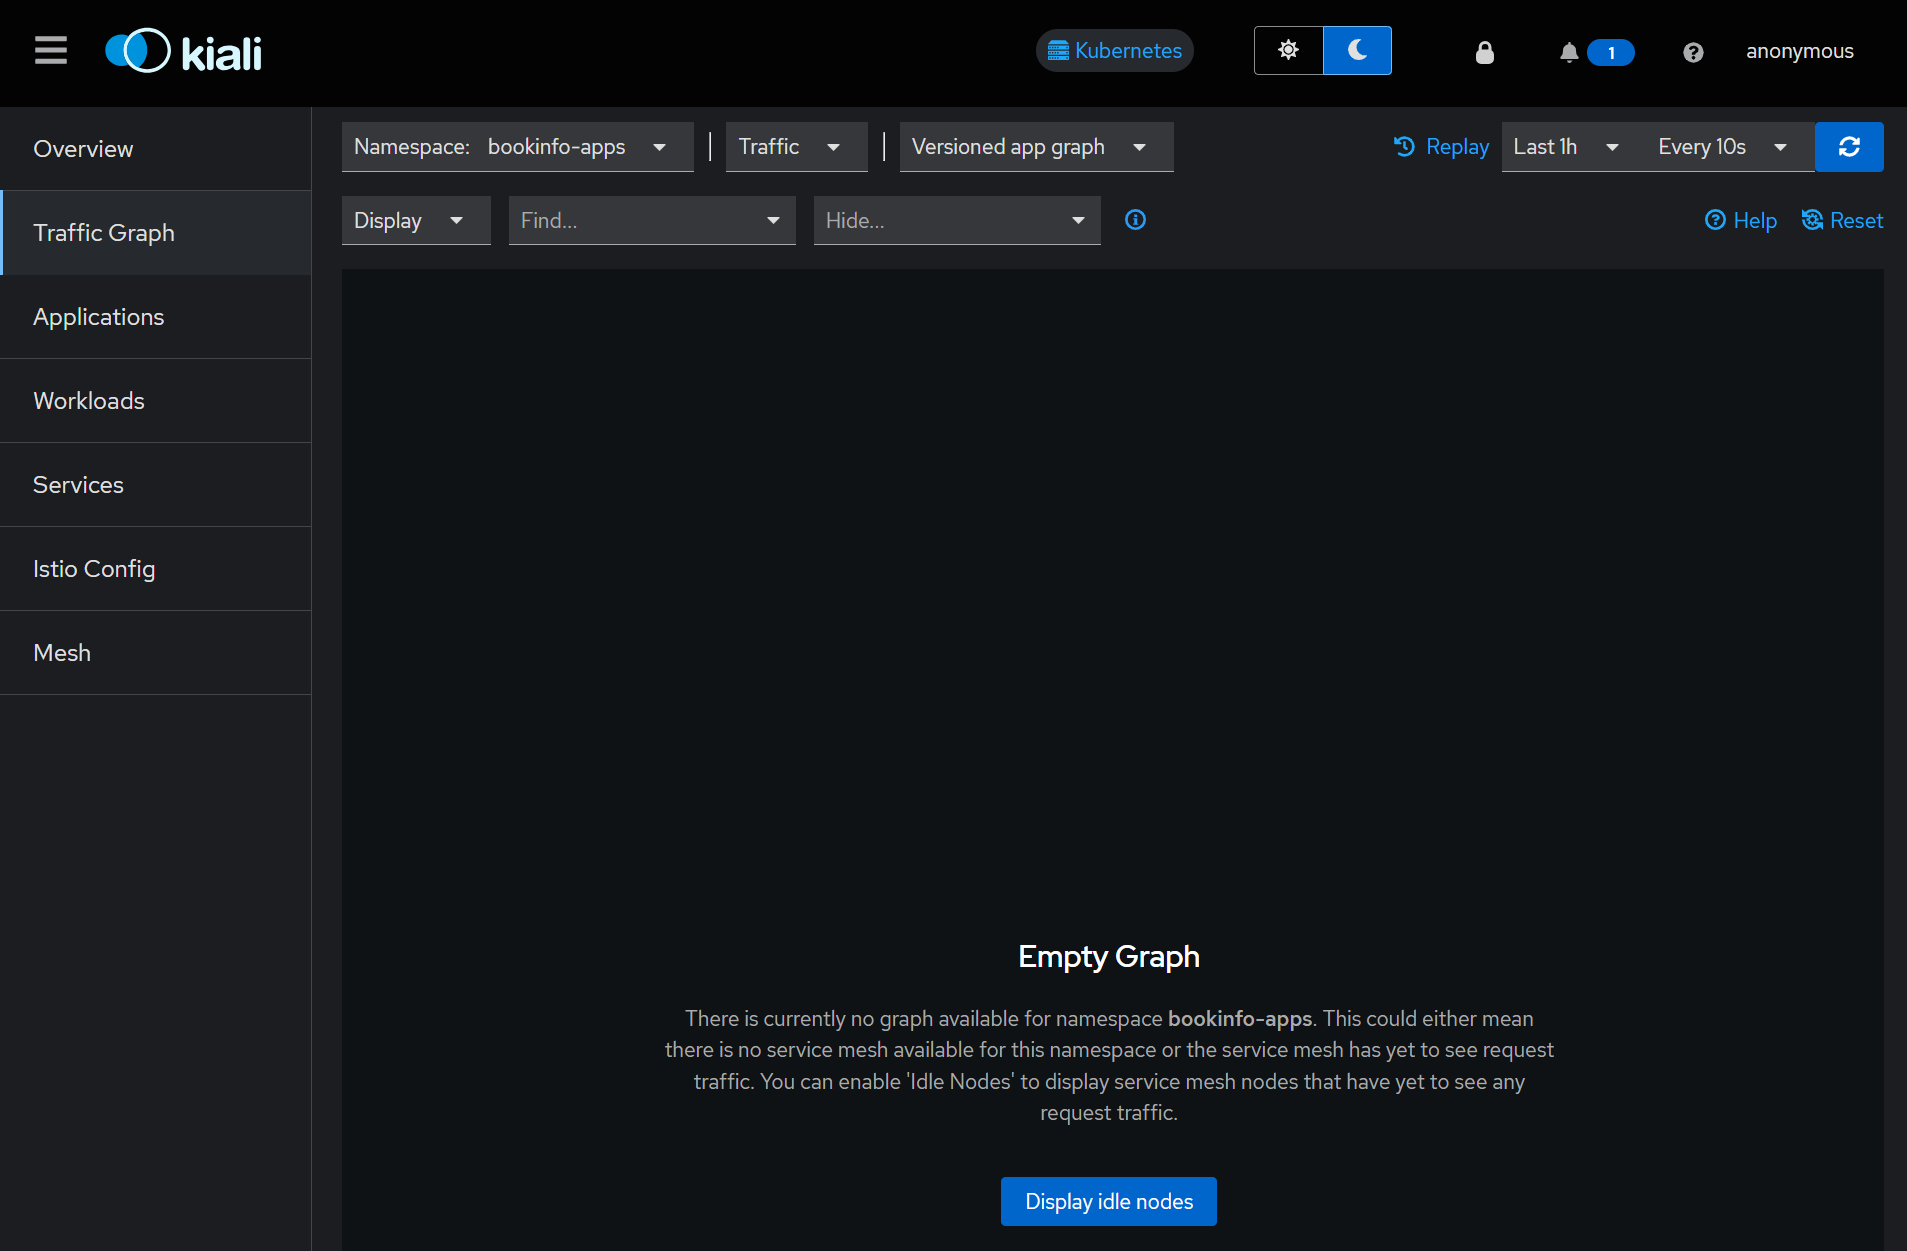 kiali
Kubernetes
1
anonymous
Overview
Traffic Graph
Applications
Workloads
Services
Istio Config
Mesh
Namespace: bookinfo-apps
Traffic
Versioned app graph
Replay
Last 1h
Every 10s
Display
Find...
Hide...
Help
Reset
Empty Graph
There is currently no graph available for namespace bookinfo-apps. This could either mean
there is no service mesh available for this namespace or the service mesh has yet to see request
traffic. You can enable 'Idle Nodes' to display service mesh nodes that have yet to see any
request traffic.
Display idle nodes